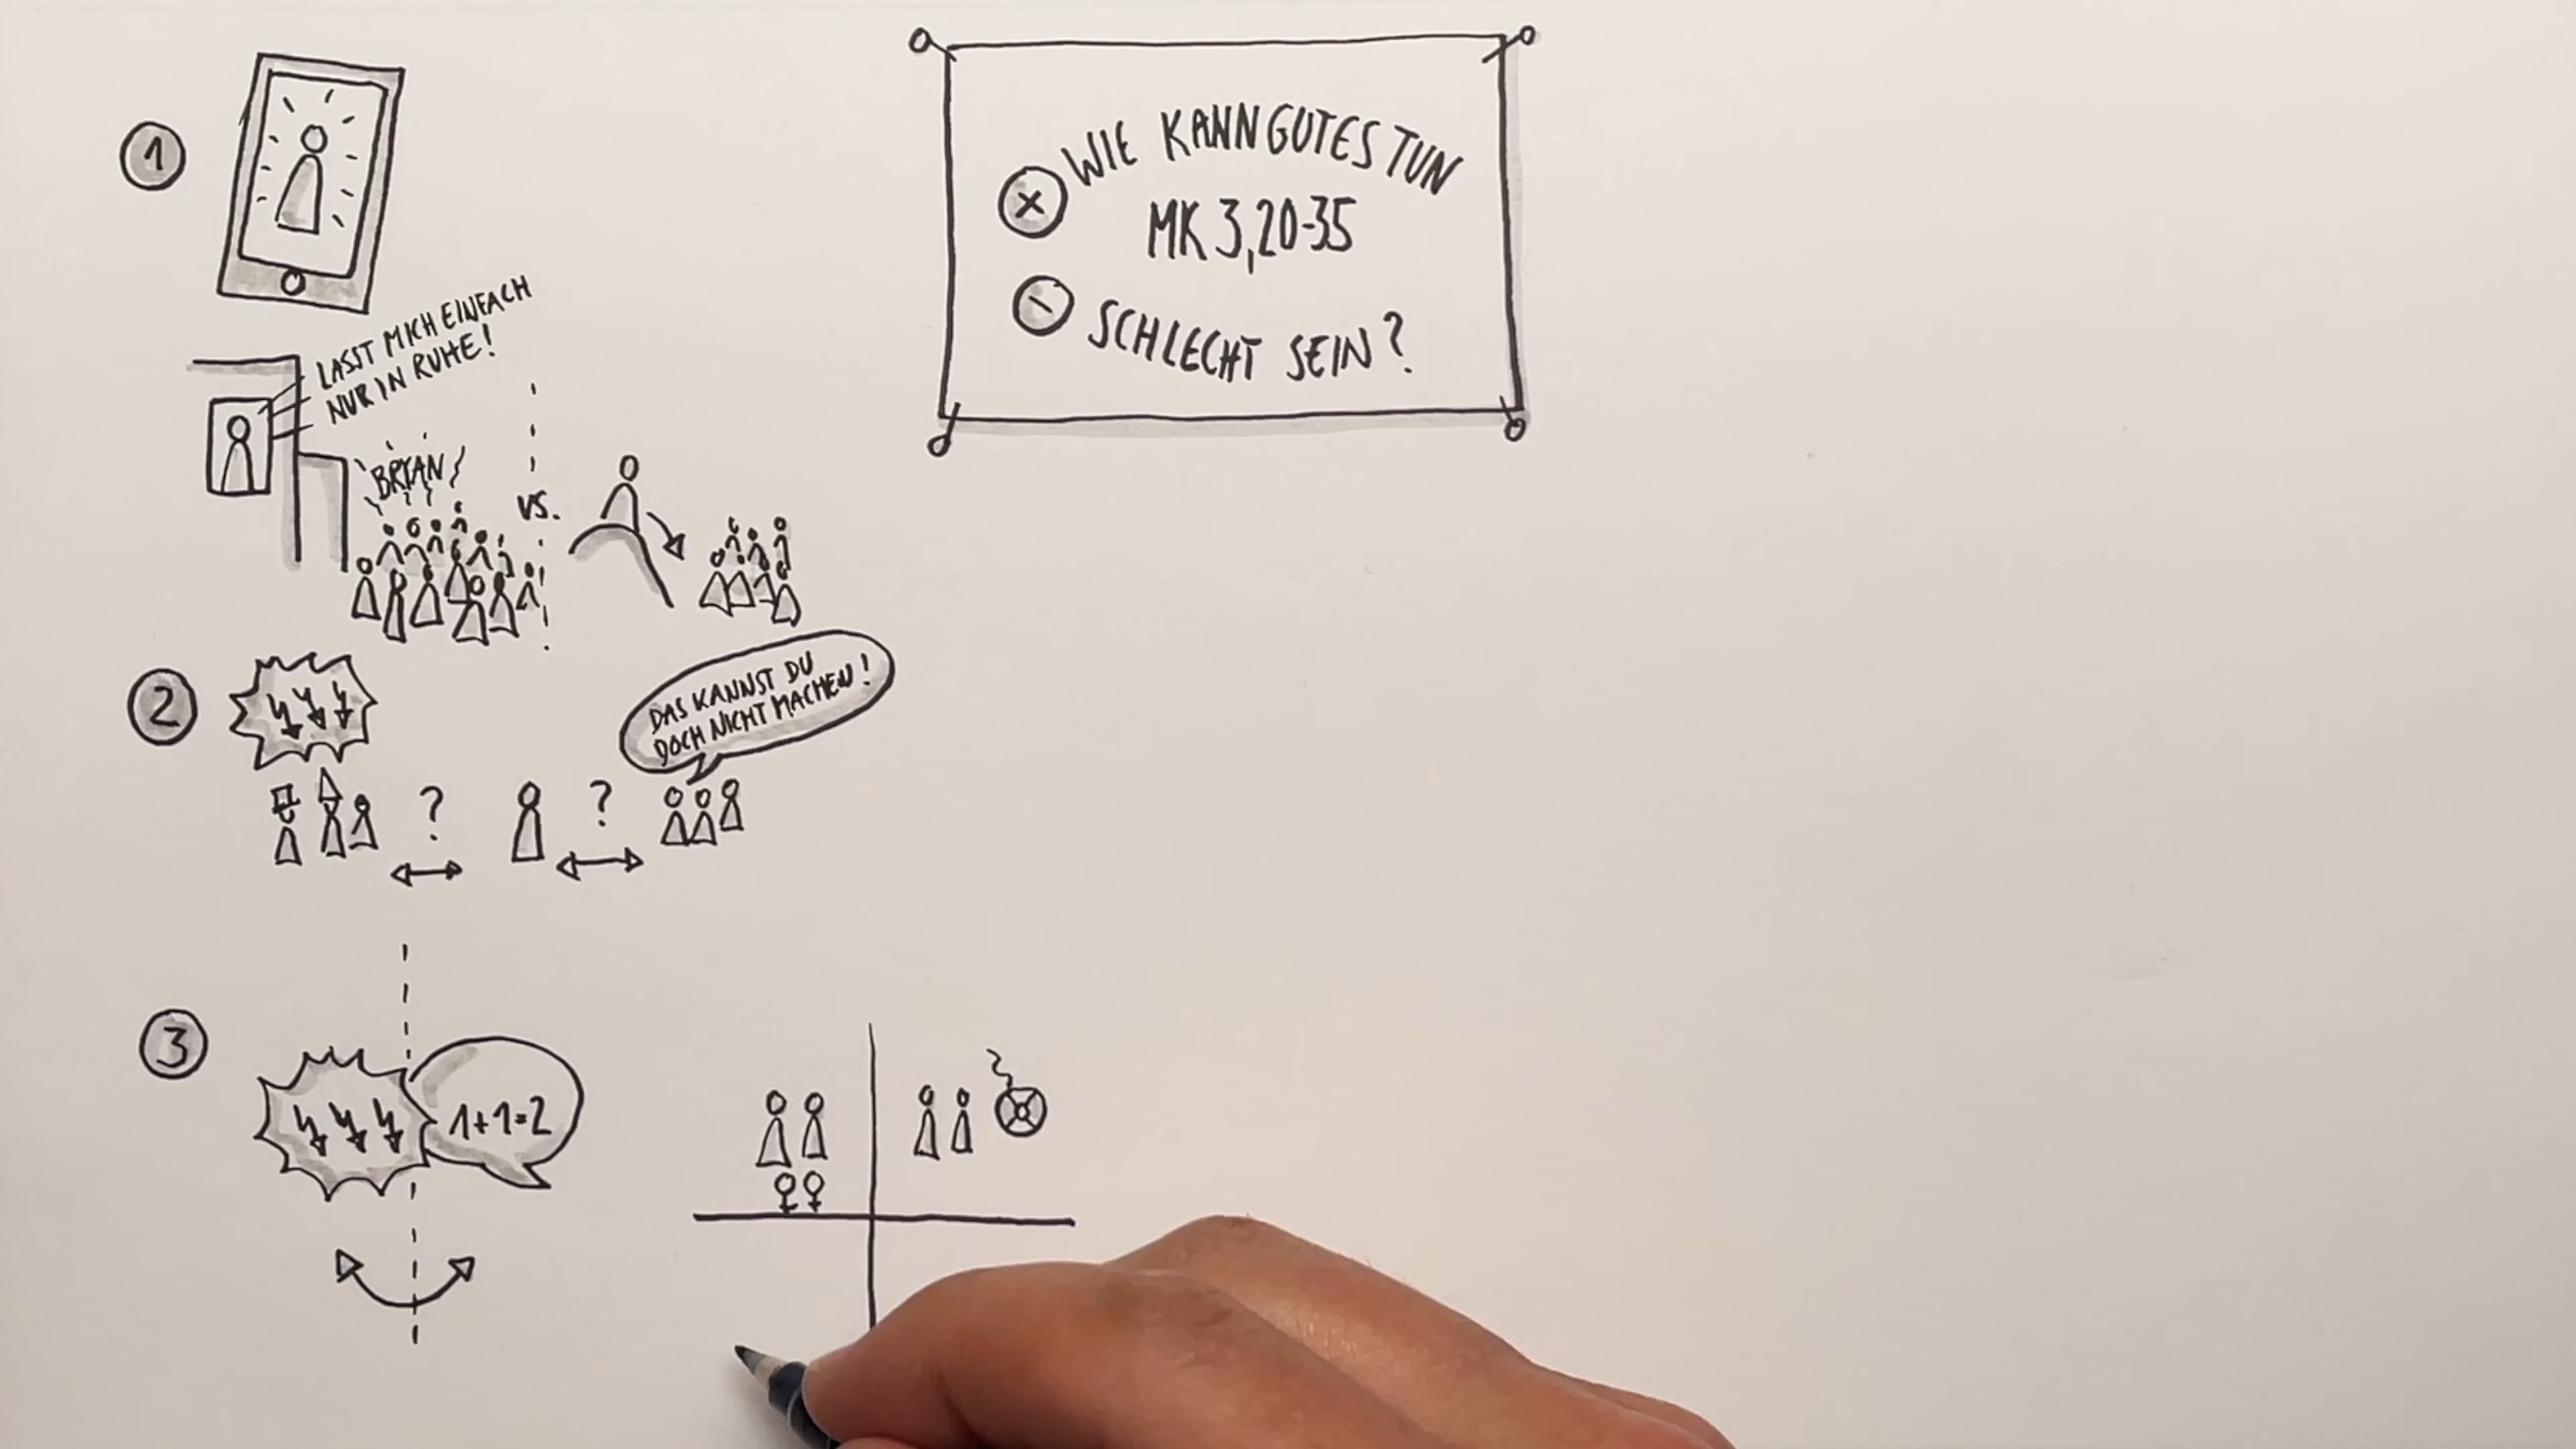 WIE KANN GUTES TUN
MK 3,20-35
SCHLECHT SEIN?
1
LASST MICH EINFACH
NUR IN RUHE!
BRYAN
VS.
2
DAS KANNST DU
DOCH NICHT MACHEN!
?
?
3
1+1=2